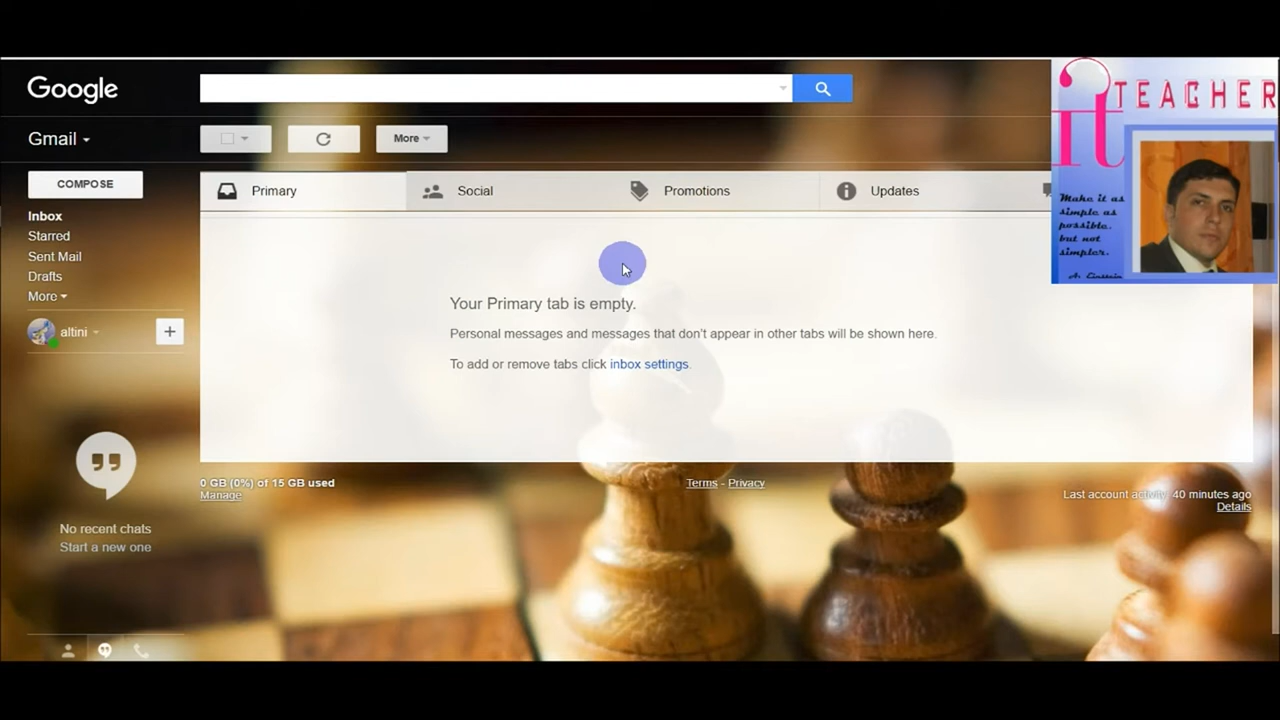 Google
Gmail
More
COMPOSE
Inbox
Starred
Sent Mail
Drafts
More
altini
+
Primary
Social
Promotions
Updates
Your Primary tab is empty.
Personal messages and messages that don't appear in other tabs will be shown here.
To add or remove tabs click inbox settings.
0 GB (0%) of 15 GB used
Manage
Terms - Privacy
Last account activity: 40 minutes ago
Details
No recent chats
Start a new one
it TEACHER
Make it as
simple as
possible.
but not
simpler.
A. Einstein